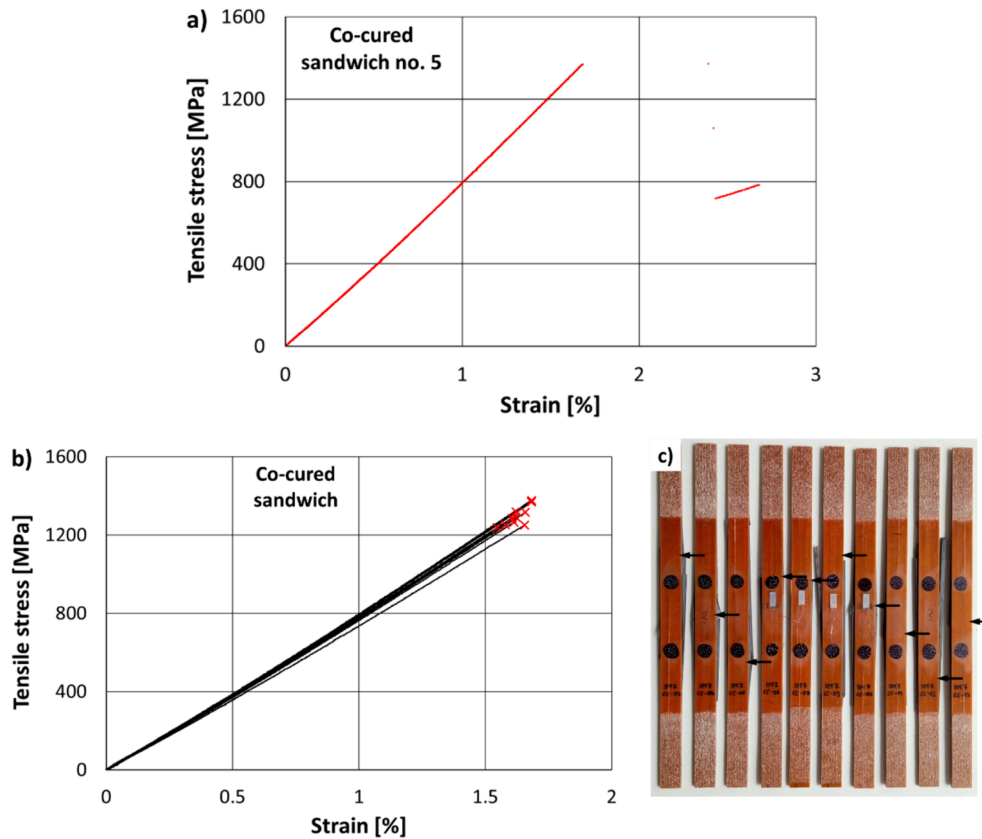 a)
Co-cured
sandwich no. 5
Tensile stress [MPa]
1600
1200
800
400
0
0 1 2 3
Strain [%]
b)
Co-cured
sandwich
Tensile stress [MPa]
1600
1200
800
400
0
0 0.5 1 1.5 2
Strain [%]
c)